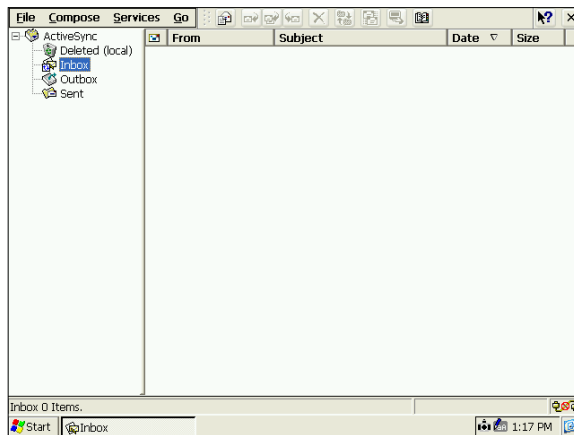 File Compose Services Go
ActiveSync
Deleted (local)
Inbox
Outbox
Sent
From Subject Date Size
Inbox 0 Items.
Start Inbox 1:17 PM